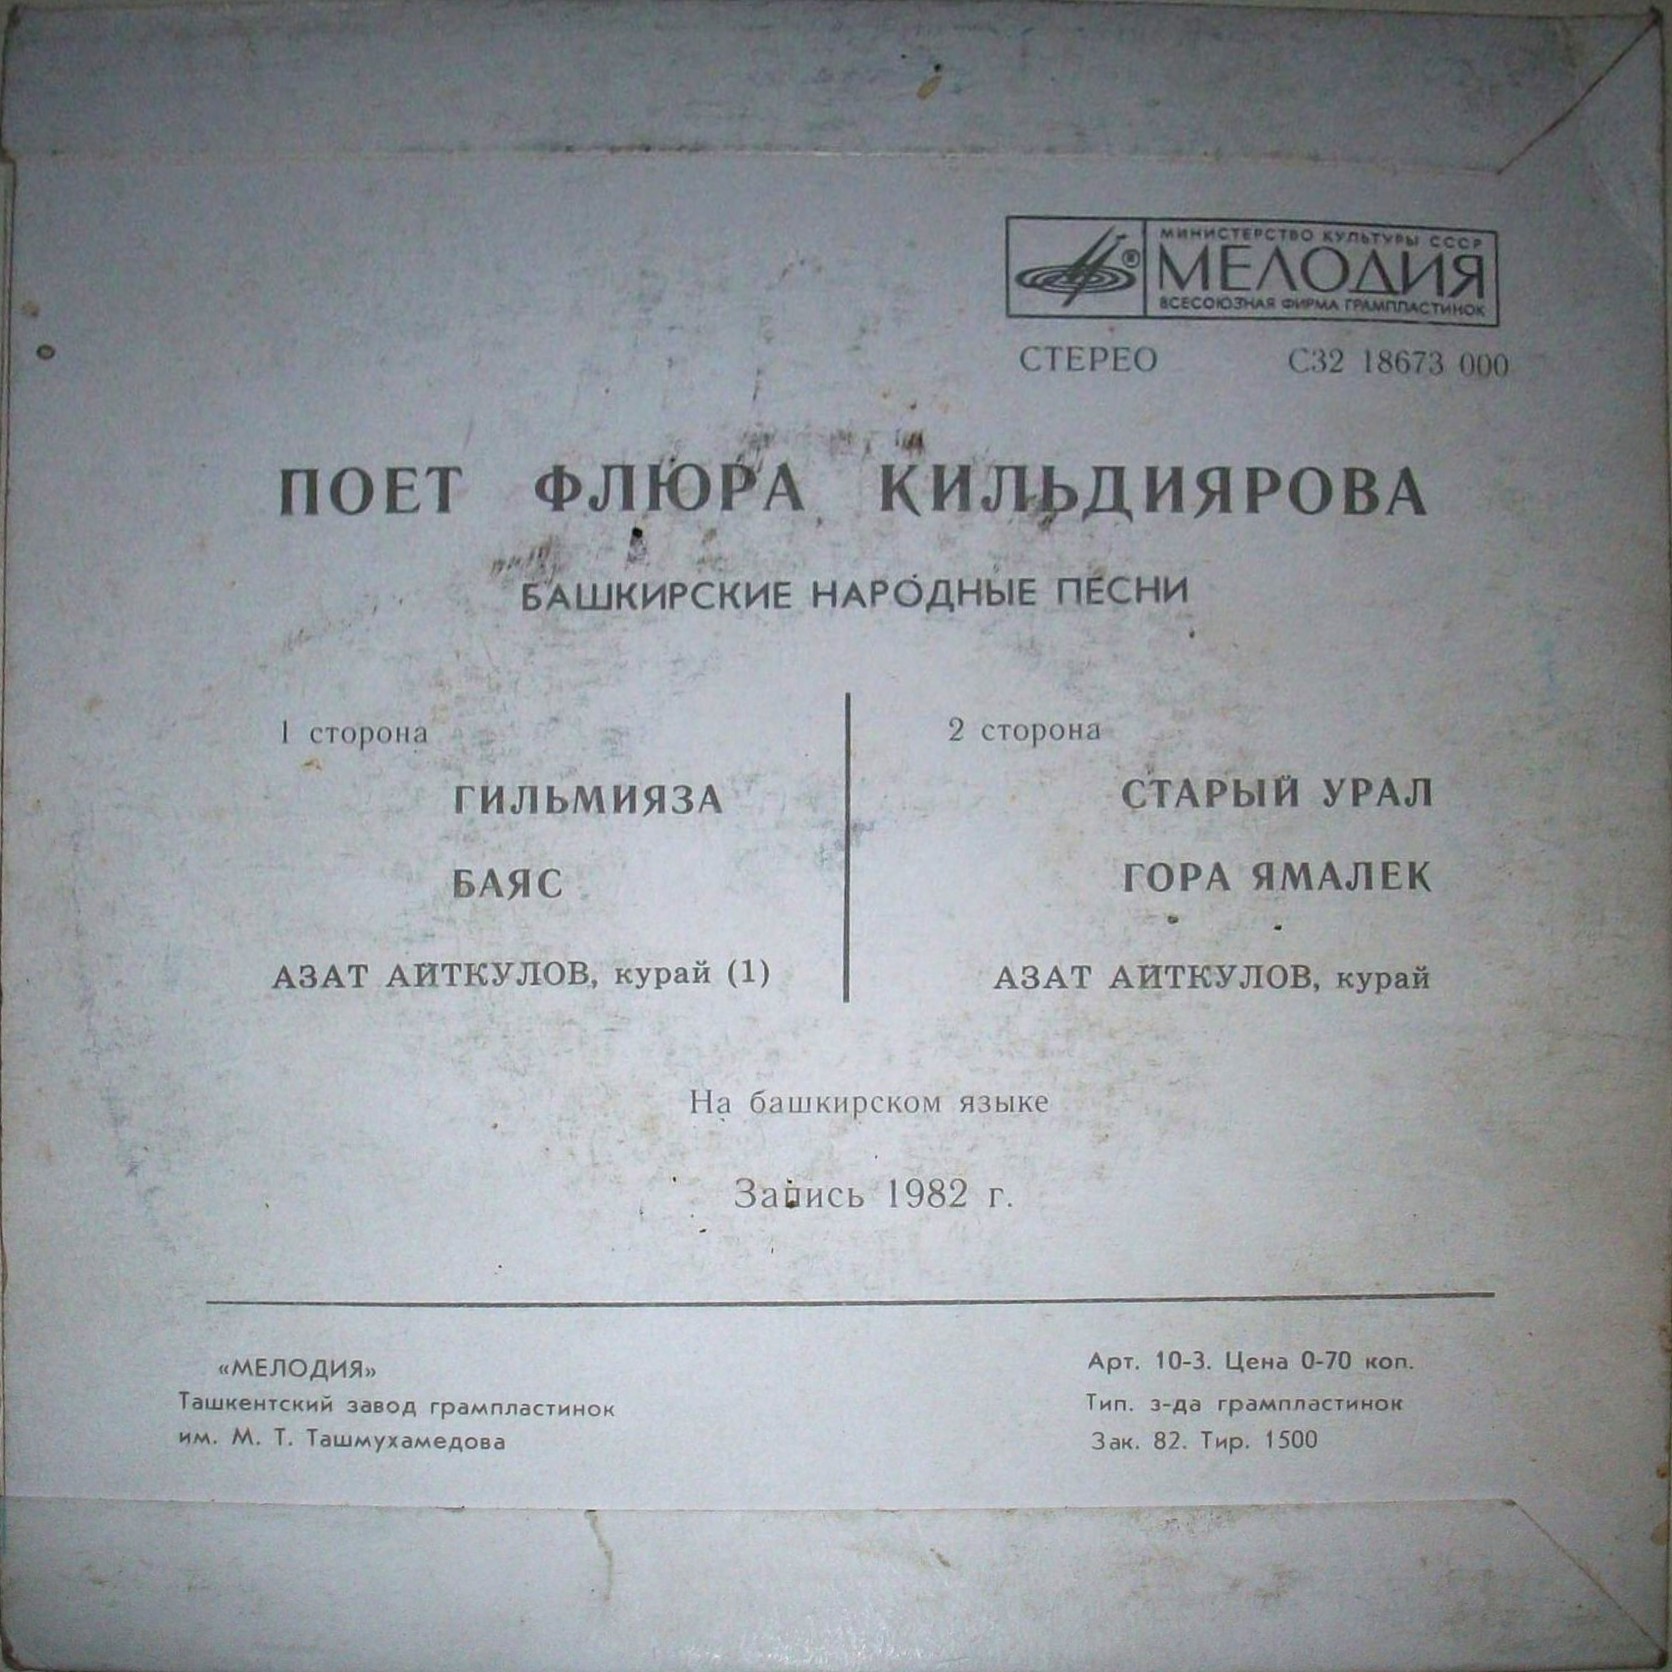 МИНИСТЕРСТВО КУЛЬТУРЫ СССР
МЕЛОДИЯ
ВСЕСОЮЗНАЯ ФИРМА ГРАМПЛАСТИНОК
СТЕРЕО С32 18673 000
ПОЕТ ФЛЮРА КИЛЬДИЯРОВА
БАШКИРСКИЕ НАРОДНЫЕ ПЕСНИ
1 сторона
ГИЛЬМИЯЗА
БАЯС
АЗАТ АЙТКУЛОВ, курай (1)
2 сторона
СТАРЫЙ УРАЛ
ГОРА ЯМАЛЕК
АЗАТ АЙТКУЛОВ, курай
На башкирском языке
Запись 1982 г.
«МЕЛОДИЯ»
Ташкентский завод грампластинок
им. М. Т. Ташмухамедова
Арт. 10-3. Цена 0-70 коп.
Тип. з-да грампластинок
Зак. 82. Тир. 1500